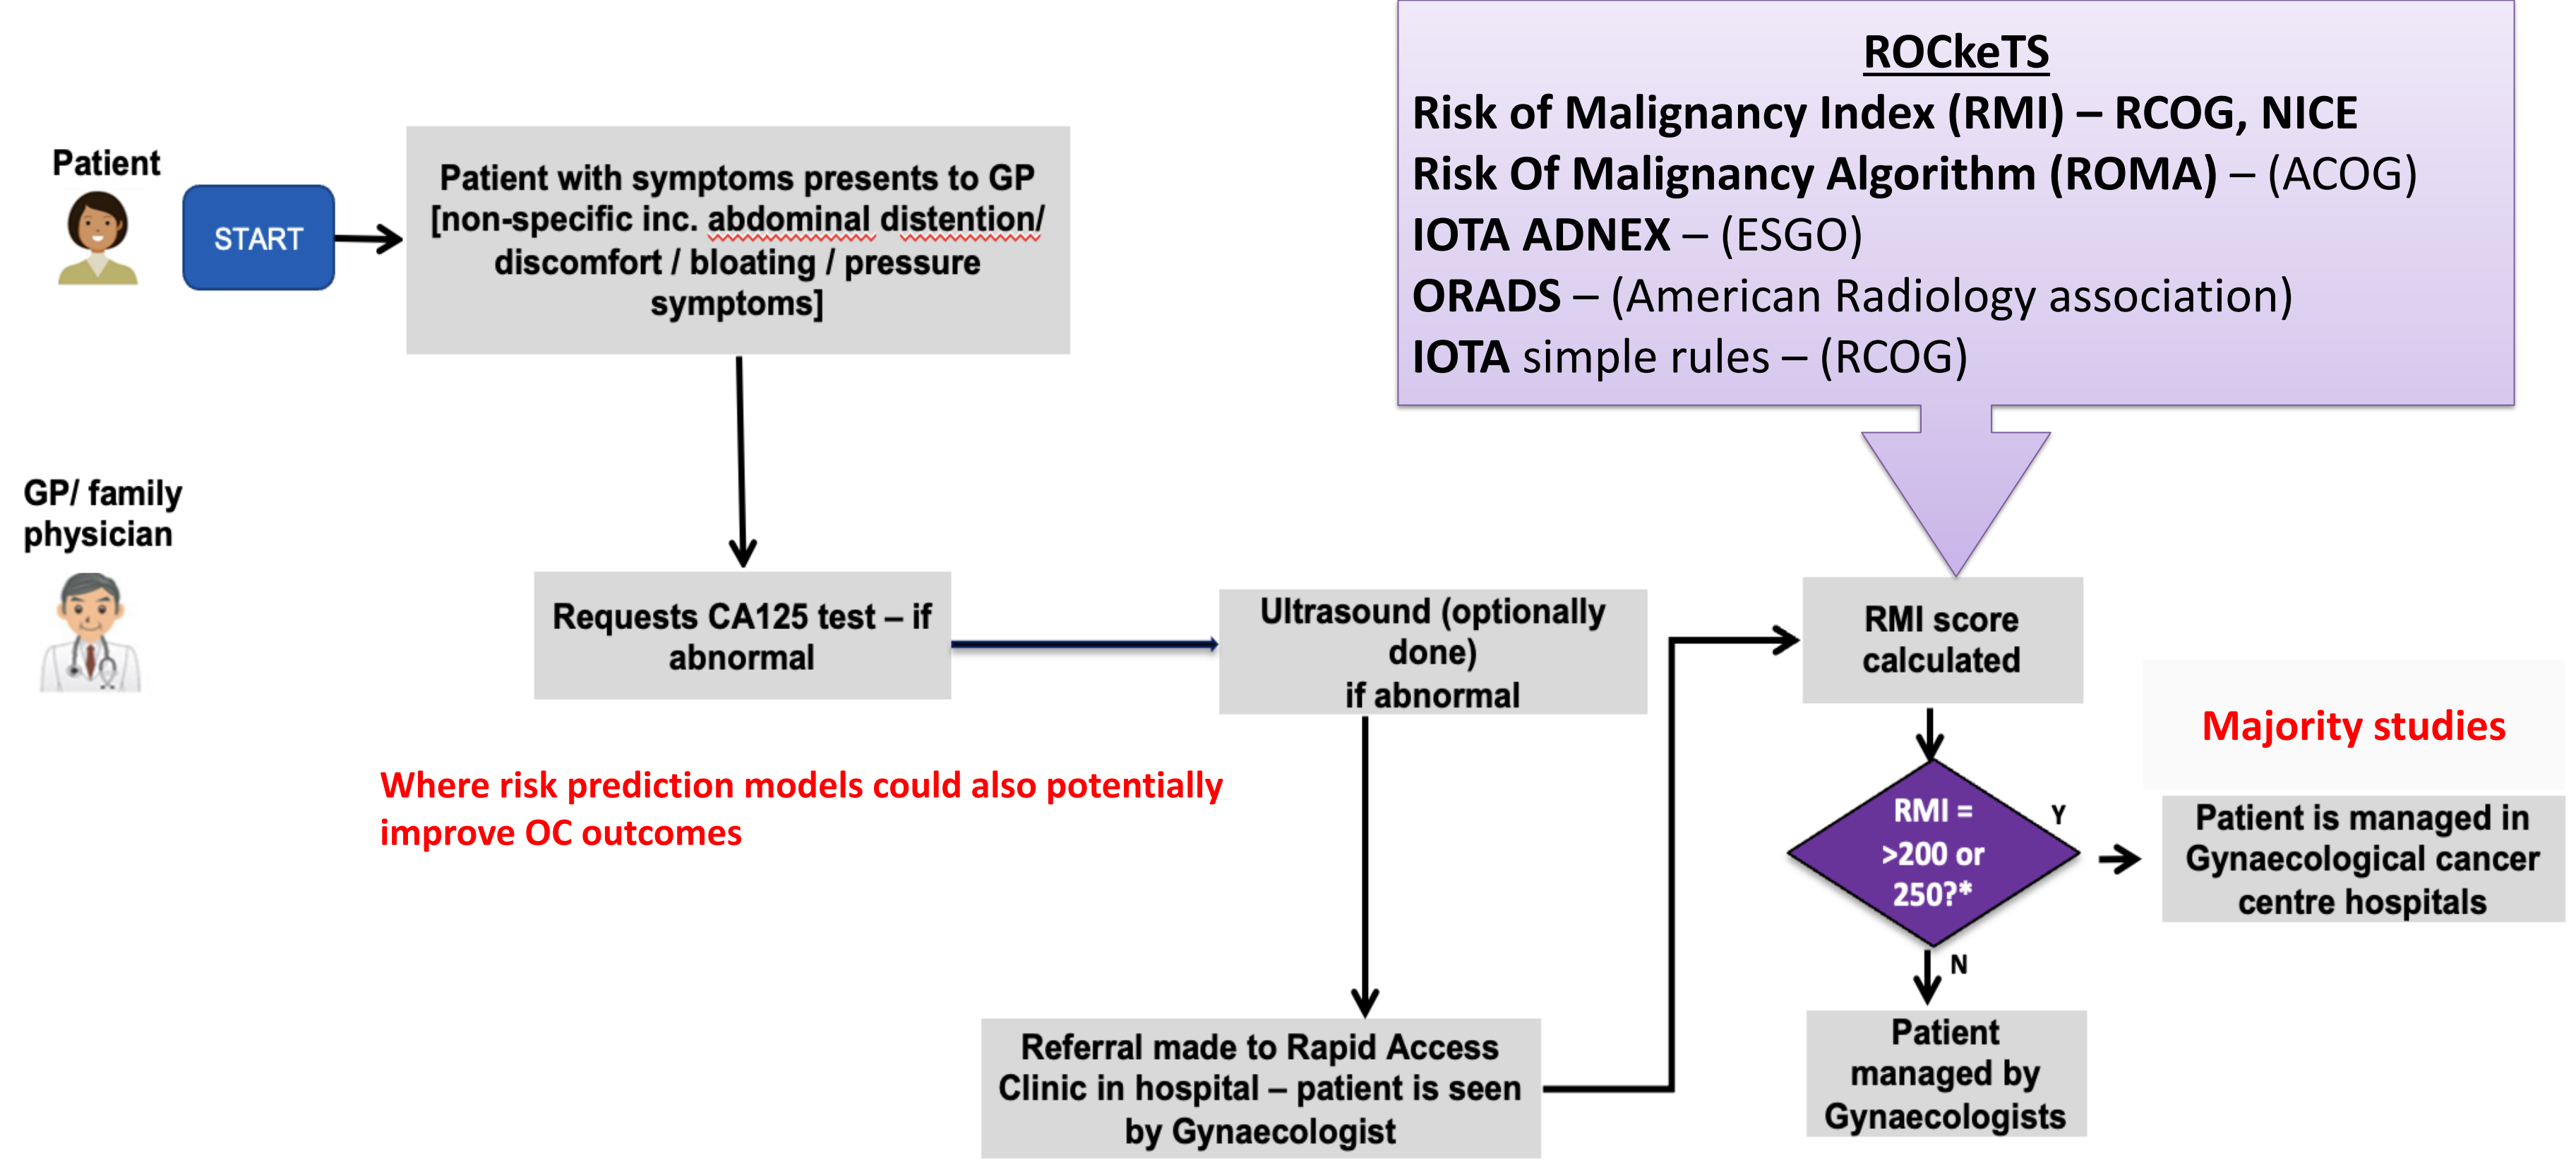 Patient
START
Patient with symptoms presents to GP
[non-specific inc. abdominal distention/
discomfort / bloating / pressure
symptoms]
ROCkeTS
Risk of Malignancy Index (RMI) – RCOG, NICE
Risk Of Malignancy Algorithm (ROMA) – (ACOG)
IOTA ADNEX – (ESGO)
ORADS – (American Radiology association)
IOTA simple rules – (RCOG)
GP/ family
physician
Requests CA125 test – if
abnormal
Ultrasound (optionally
done)
if abnormal
RMI score
calculated
Where risk prediction models could also potentially
improve OC outcomes
Majority studies
RMI =
>200 or
250?*
Y
Patient is managed in
Gynaecological cancer
centre hospitals
N
Referral made to Rapid Access
Clinic in hospital – patient is seen
by Gynaecologist
Patient
managed by
Gynaecologists